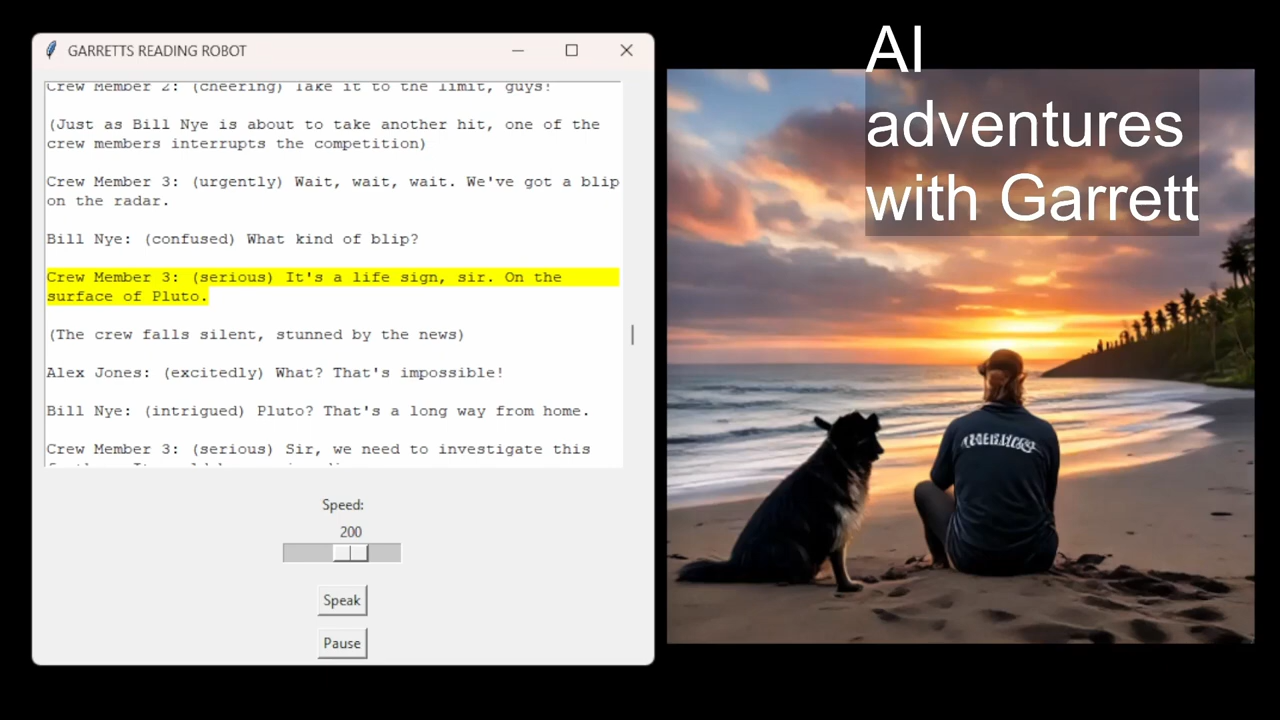 GARRETTS READING ROBOT
Crew Member 2: (cheering) Take it to the limit, guys!
(Just as Bill Nye is about to take another hit, one of the
crew members interrupts the competition)
Crew Member 3: (urgently) Wait, wait, wait. We've got a blip
on the radar.
Bill Nye: (confused) What kind of blip?
Crew Member 3: (serious) It's a life sign, sir. On the
surface of Pluto.
(The crew falls silent, stunned by the news)
Alex Jones: (excitedly) What? That's impossible!
Bill Nye: (intrigued) Pluto? That's a long way from home.
Crew Member 3: (serious) Sir, we need to investigate this
Speed:
200
Speak
Pause
AI
adventures
with Garrett